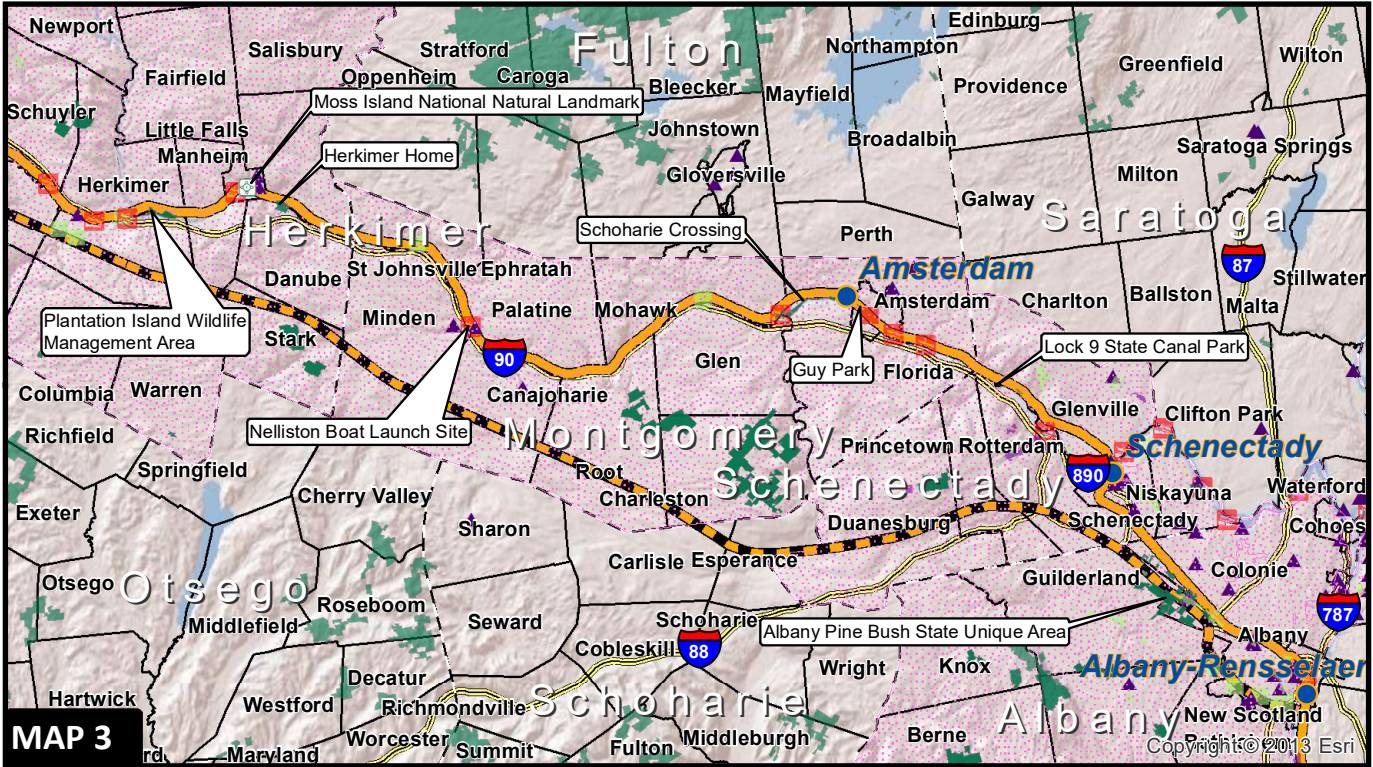 Newport
Salisbury
Stratford
Fulton
Edinburg
Northampton
Wilton
Fairfield
Oppenheim
Caroga
Bleecker
Mayfield
Providence
Greenfield
Schuyler
Moss Island National Natural Landmark
Little Falls
Johnstown
Broadalbin
Saratoga Springs
Manheim
Herkimer Home
Herkimer
Gloversville
Milton
Galway
Saratoga
Herkimer
Schoharie Crossing
Perth
87
Danube
St Johnsville
Ephratah
Amsterdam
Stillwater
Minden
Palatine
Mohawk
Amsterdam
Charlton
Ballston
Malta
Plantation Island Wildlife
Management Area
Stark
90
Glen
Guy Park
Florida
Lock 9 State Canal Park
Columbia
Warren
Canajoharie
Glenville
Clifton Park
Richfield
Nelliston Boat Launch Site
Montgomery
Princetown
Rotterdam
Schenectady
Springfield
Root
890
Cherry Valley
Charleston
Schenectady
Niskayuna
Waterford
Exeter
Sharon
Duanesburg
Schenectady
Cohoes
Carlisle
Esperance
Otsego
Otsego
Roseboom
Guilderland
Colonie
Middlefield
Seward
Schoharie
787
Albany Pine Bush State Unique Area
Albany
Cobleskill
88
Wright
Knox
Albany-Rensselaer
Decatur
Hartwick
Westford
Richmondville
Schoharie
Albany
New Scotland
MAP 3
Worcester
Summit
Fulton
Middleburgh
Berne
Maryland
Copyright © 2013 Esri